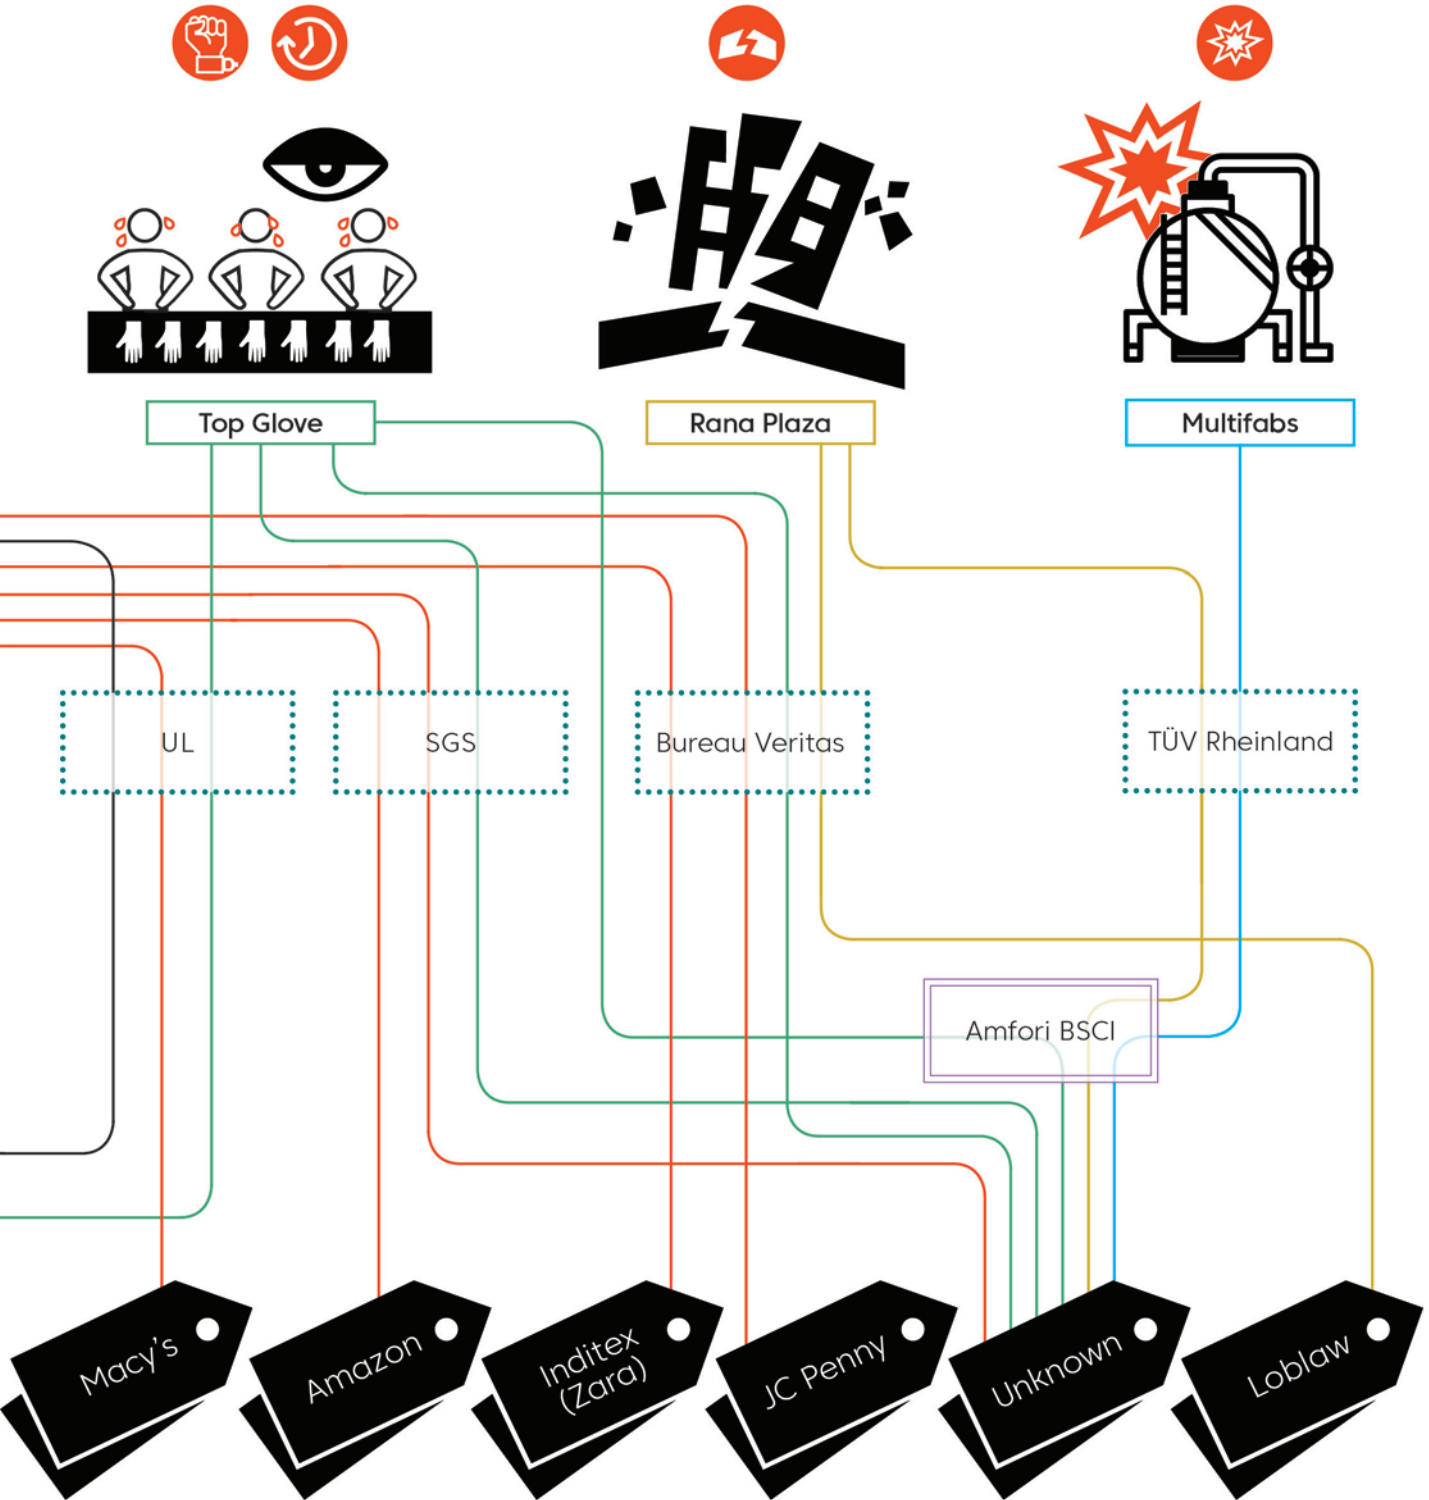 Top Glove
Rana Plaza
Multifabs
UL
SGS
Bureau Veritas
TÜV Rheinland
Amfori BSCI
Macy's
Amazon
Inditex
(Zara)
JC Penny
Unknown
Loblaw